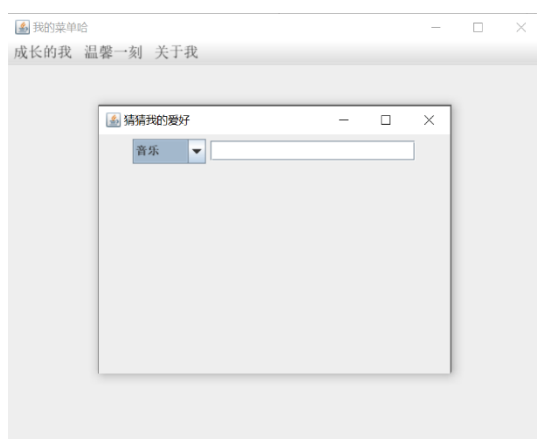 我的菜单哈
成长的我 温馨一刻 关于我
猜猜我的爱好
音乐